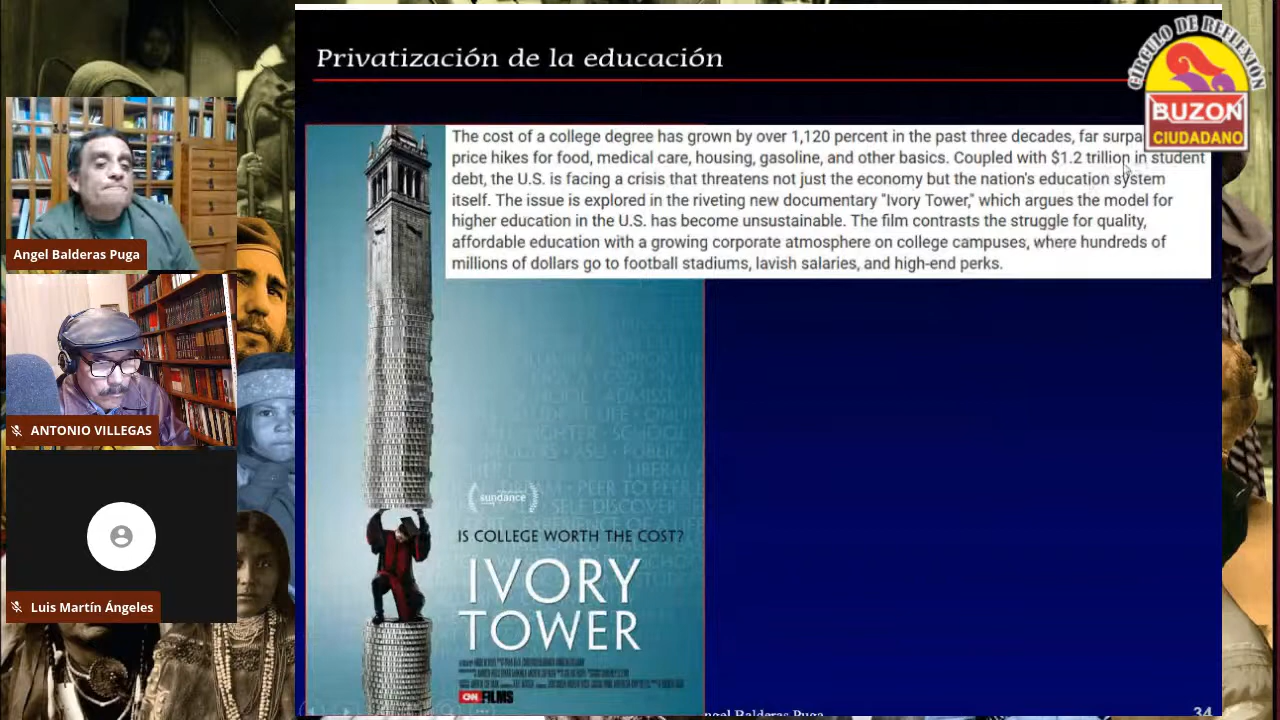 Privatización de la educación
CÍRCULO DE REFLEXIÓN
BUZON
CIUDADANO
The cost of a college degree has grown by over 1,120 percent in the past three decades, far
price hikes for food, medical care, housing, gasoline, and other basics. Coupled with $1.2 trillion in student
debt, the U.S. is facing a crisis that threatens not just the economy but the nation's education system
itself. The issue is explored in the riveting new documentary "Ivory Tower," which argues the model for
higher education in the U.S. has become unsustainable. The film contrasts the struggle for quality,
affordable education with a growing corporate atmosphere on college campuses, where hundreds of
millions of dollars go to football stadiums, lavish salaries, and high-end perks.
Angel Balderas Puga
ANTONIO VILLEGAS
Luis Martín Ángeles
sundance
IS COLLEGE WORTH THE COST?
IVORY
TOWER
CNN FILMS
Balderas Puga
34